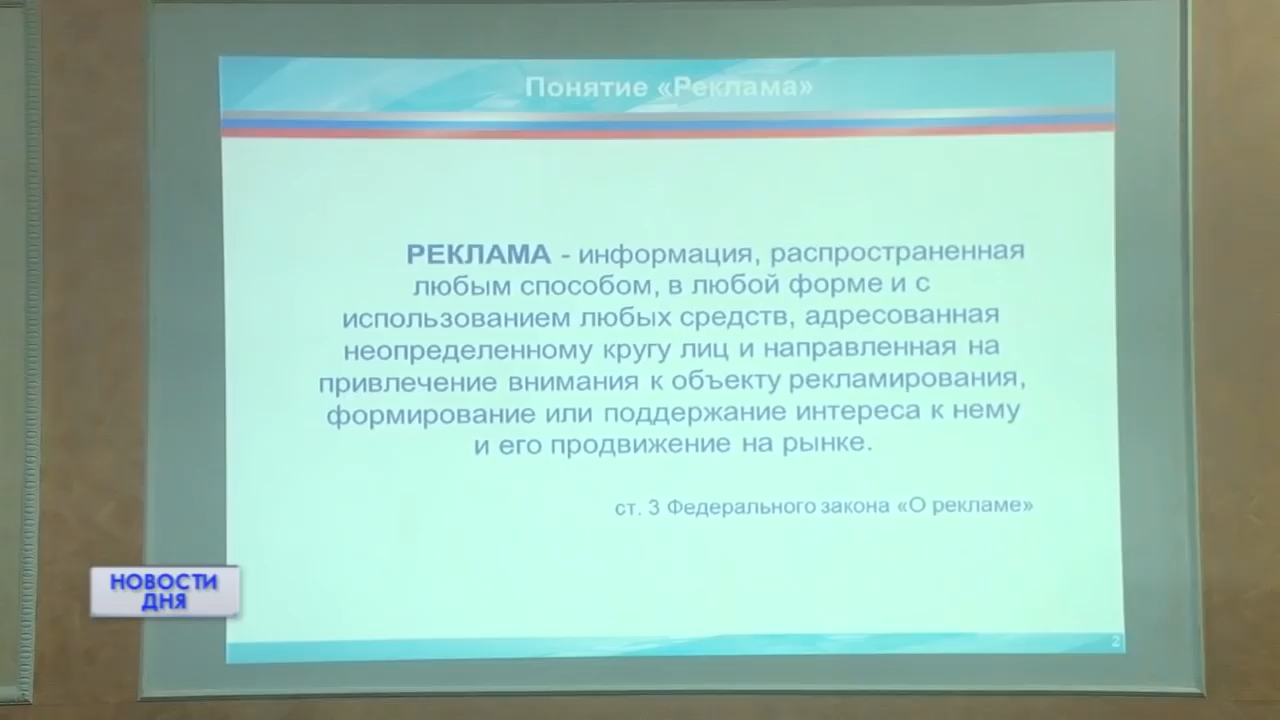 Понятие «Реклама»
РЕКЛАМА - информация, распространенная
любым способом, в любой форме и с
использованием любых средств, адресованная
неопределенному кругу лиц и направленная на
привлечение внимания к объекту рекламирования,
формирование или поддержание интереса к нему
и его продвижение на рынке.
ст. 3 Федерального закона «О рекламе»
НОВОСТИ
ДНЯ
2